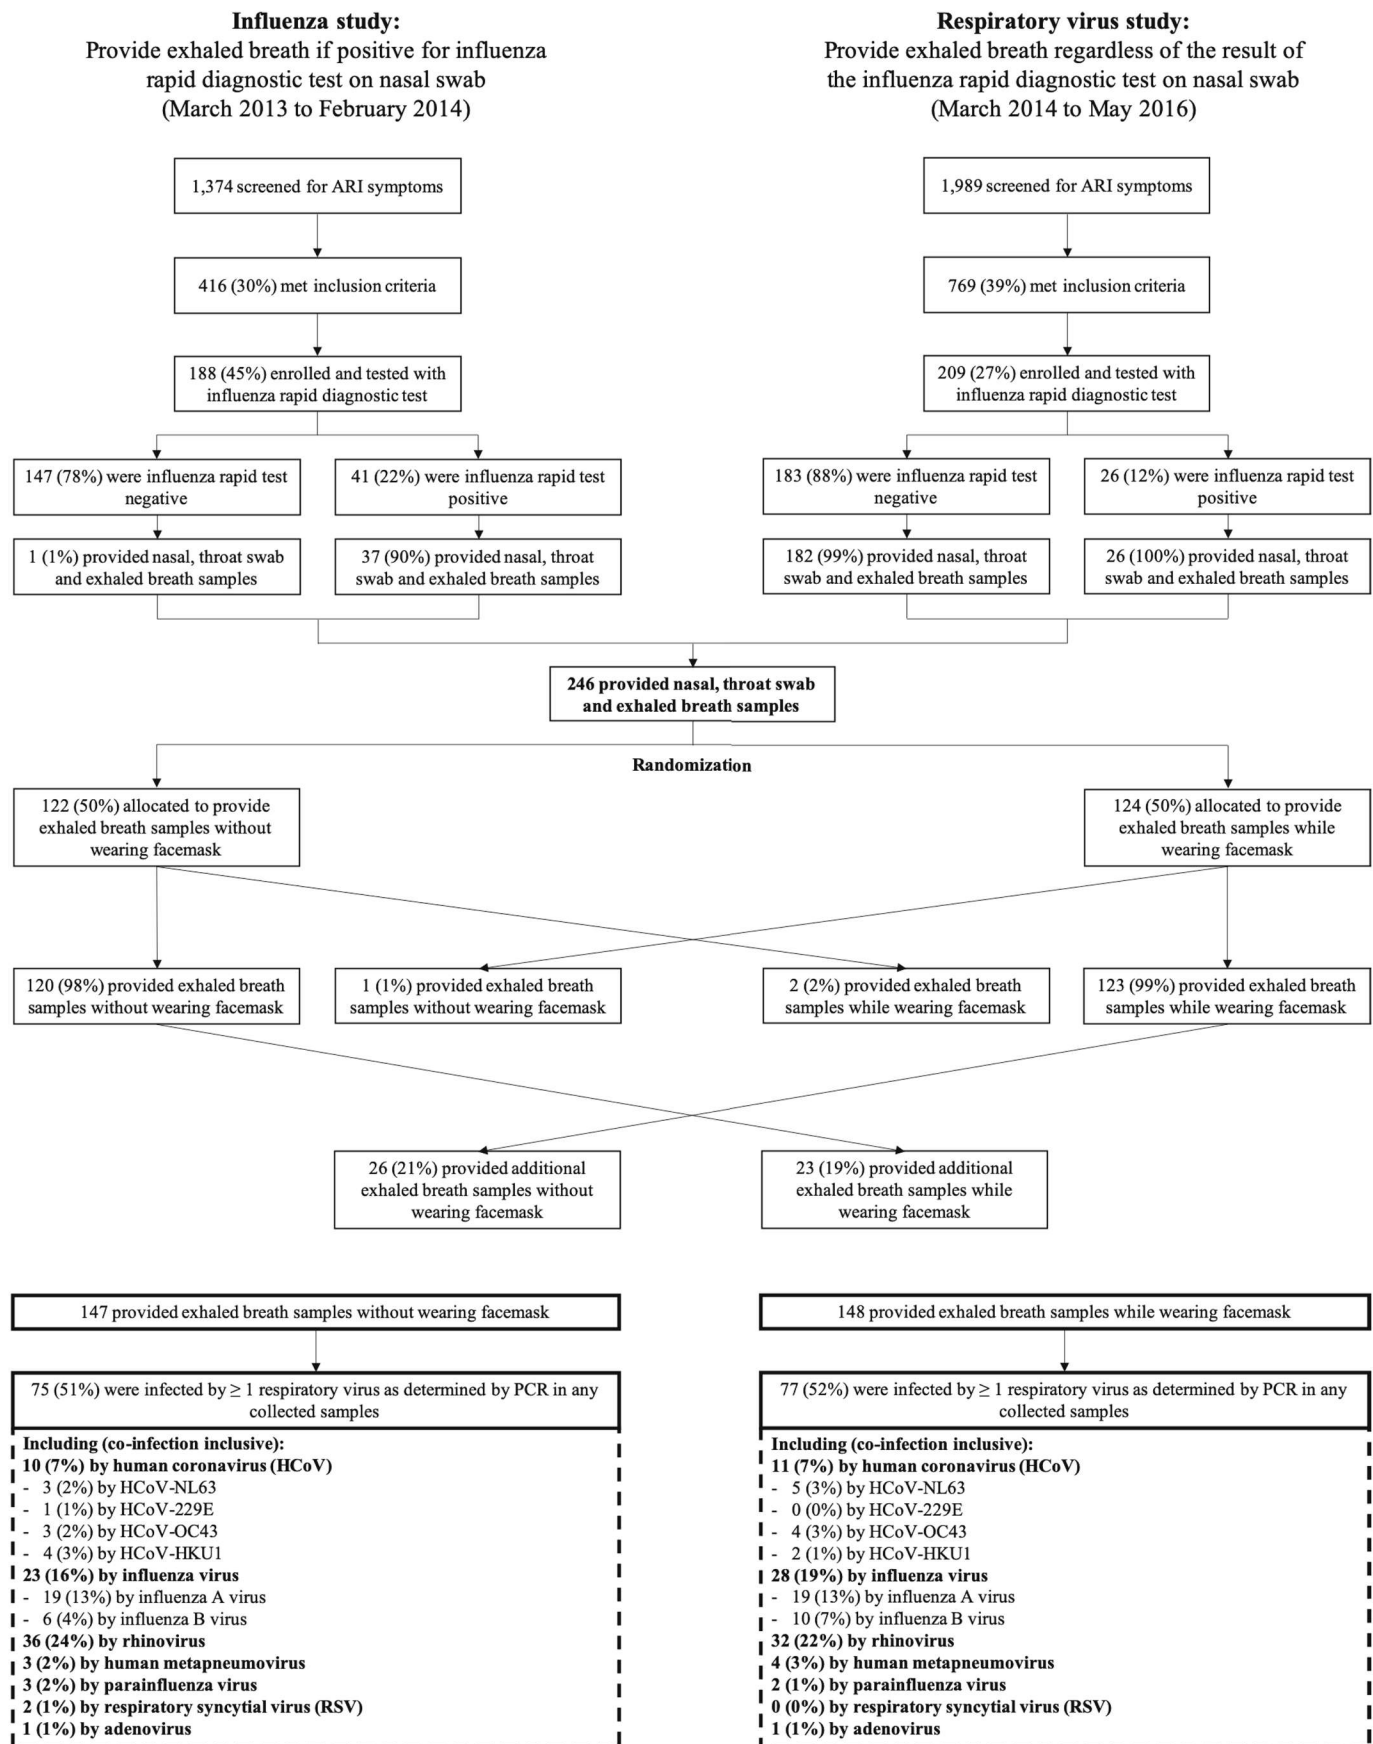 Influenza study:
Provide exhaled breath if positive for influenza
rapid diagnostic test on nasal swab
(March 2013 to February 2014)
Respiratory virus study:
Provide exhaled breath regardless of the result of
the influenza rapid diagnostic test on nasal swab
(March 2014 to May 2016)
1,374 screened for ARI symptoms
1,989 screened for ARI symptoms
416 (30%) met inclusion criteria
769 (39%) met inclusion criteria
188 (45%) enrolled and tested with
influenza rapid diagnostic test
209 (27%) enrolled and tested with
influenza rapid diagnostic test
147 (78%) were influenza rapid test
negative
41 (22%) were influenza rapid test
positive
183 (88%) were influenza rapid test
negative
26 (12%) were influenza rapid test
positive
1 (1%) provided nasal, throat swab
and exhaled breath samples
37 (90%) provided nasal, throat
swab and exhaled breath samples
182 (99%) provided nasal, throat
swab and exhaled breath samples
26 (100%) provided nasal, throat
swab and exhaled breath samples
246 provided nasal, throat swab
and exhaled breath samples
Randomization
122 (50%) allocated to provide
exhaled breath samples without
wearing facemask
124 (50%) allocated to provide
exhaled breath samples while
wearing facemask
120 (98%) provided exhaled breath
samples without wearing facemask
1 (1%) provided exhaled breath
samples without wearing facemask
2 (2%) provided exhaled breath
samples while wearing facemask
123 (99%) provided exhaled breath
samples while wearing facemask
26 (21%) provided additional
exhaled breath samples without
wearing facemask
23 (19%) provided additional
exhaled breath samples while
wearing facemask
147 provided exhaled breath samples without wearing facemask
148 provided exhaled breath samples while wearing facemask
75 (51%) were infected by ≥ 1 respiratory virus as determined by PCR in any
collected samples
Including (co-infection inclusive):
10 (7%) by human coronavirus (HCoV)
- 3 (2%) by HCoV-NL63
- 1 (1%) by HCoV-229E
- 3 (2%) by HCoV-OC43
- 4 (3%) by HCoV-HKU1
23 (16%) by influenza virus
- 19 (13%) by influenza A virus
- 6 (4%) by influenza B virus
36 (24%) by rhinovirus
3 (2%) by human metapneumovirus
3 (2%) by parainfluenza virus
2 (1%) by respiratory syncytial virus (RSV)
1 (1%) by adenovirus
77 (52%) were infected by ≥ 1 respiratory virus as determined by PCR in any
collected samples
Including (co-infection inclusive):
11 (7%) by human coronavirus (HCoV)
- 5 (3%) by HCoV-NL63
- 0 (0%) by HCoV-229E
- 4 (3%) by HCoV-OC43
- 2 (1%) by HCoV-HKU1
28 (19%) by influenza virus
- 19 (13%) by influenza A virus
- 10 (7%) by influenza B virus
32 (22%) by rhinovirus
4 (3%) by human metapneumovirus
2 (1%) by parainfluenza virus
0 (0%) by respiratory syncytial virus (RSV)
1 (1%) by adenovirus